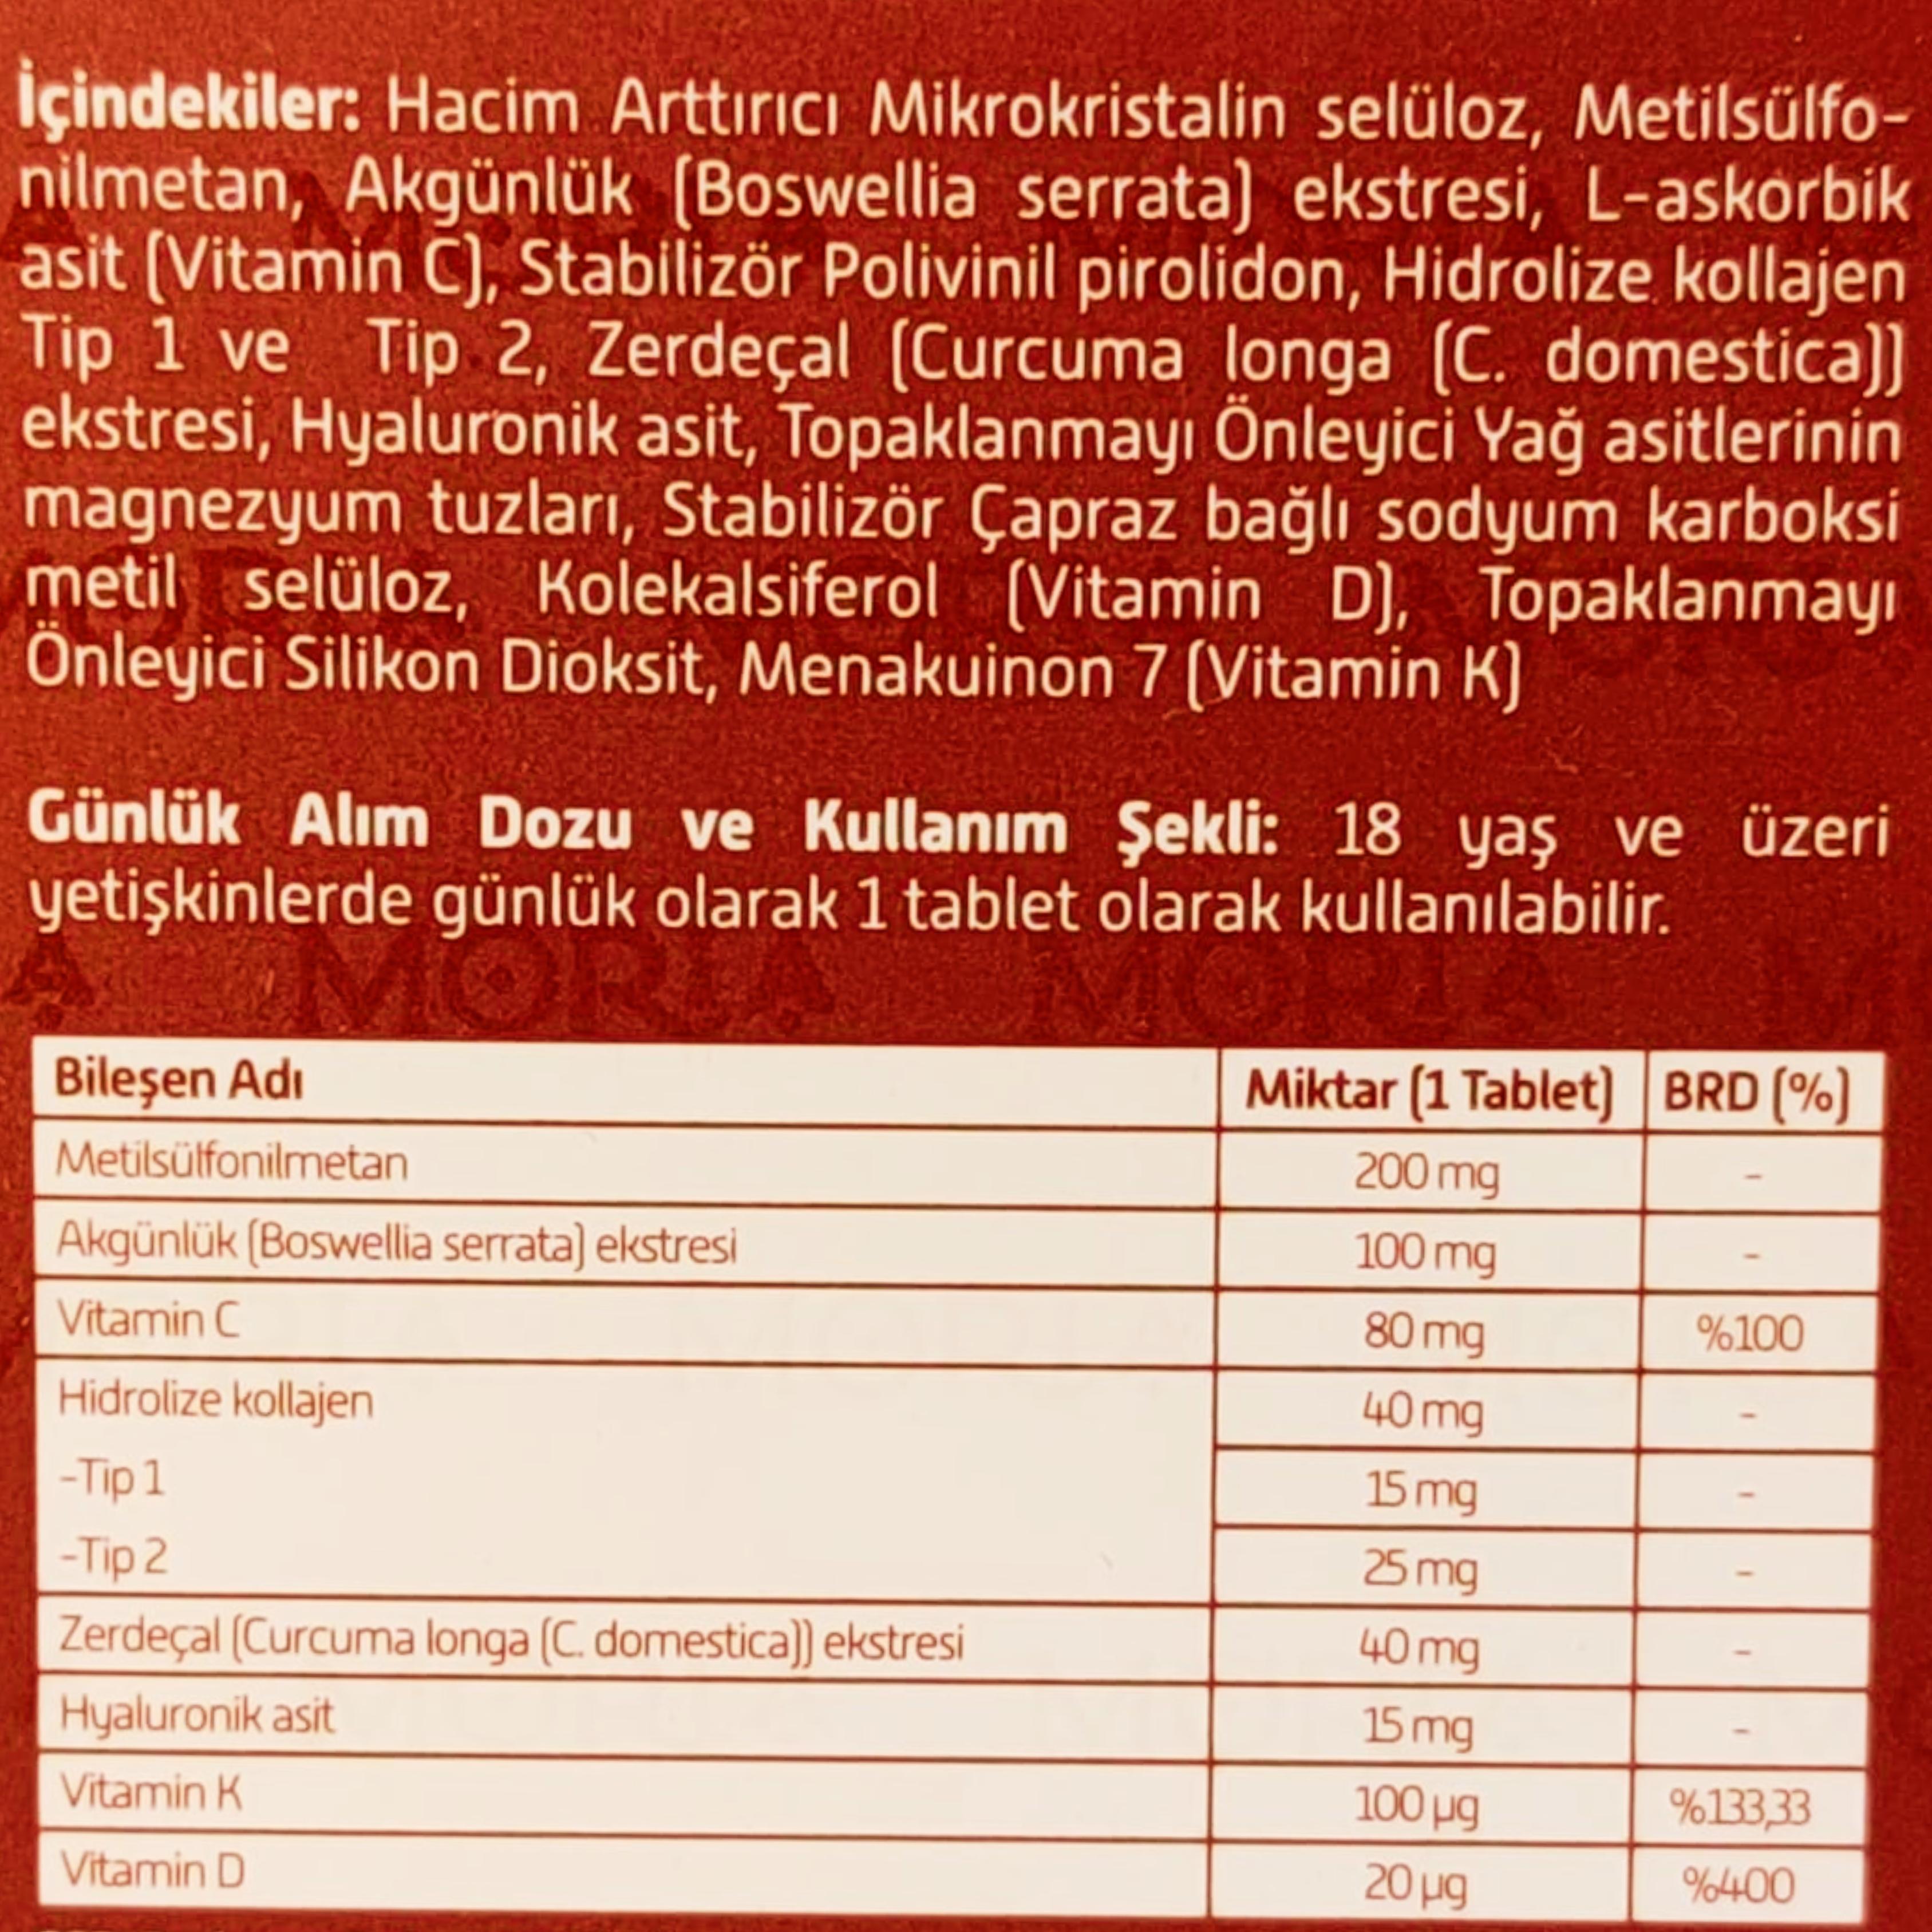 İçindekiler: Hacim Arttırıcı Mikrokristalin selüloz, Metilsülfo-
nilmetan, Akgünlük (Boswellia serrata) ekstresi, L-askorbik
asit (Vitamin C), Stabilizör Polivinil pirolidon, Hidrolize kollajen
Tip 1 ve Tip 2, Zerdeçal (Curcuma longa (C. domestica))
ekstresi, Hyaluronik asit, Topaklanmayı Önleyici Yağ asitlerinin
magnezyum tuzları, Stabilizör Çapraz bağlı sodyum karboksi
metil selüloz, Kolekalsiferol (Vitamin D), Topaklanmayı
Önleyici Silikon Dioksit, Menakuinon 7 (Vitamin K)
Günlük Alım Dozu ve Kullanım Şekli: 18 yaş ve üzeri
yetişkinlerde günlük olarak 1 tablet olarak kullanılabilir.
MORIA MORIA
Bileşen Adı Miktar (1 Tablet) BRD (%)
Metilsülfonilmetan 200 mg -
Akgünlük (Boswellia serrata) ekstresi 100 mg -
Vitamin C 80 mg %100
Hidrolize kollajen 40 mg -
-Tip 1 15 mg -
-Tip 2 25 mg -
Zerdeçal (Curcuma longa (C. domestica)) ekstresi 40 mg -
Hyaluronik asit 15 mg -
Vitamin K 100 µg %133,33
Vitamin D 20 µg %400